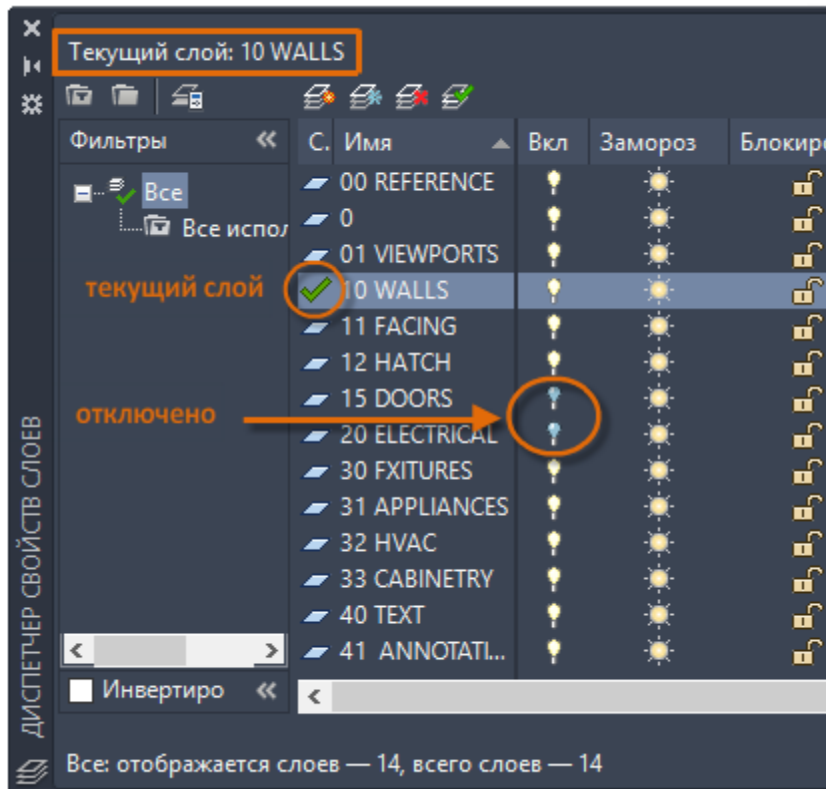 Текущий слой: 10 WALLS
Фильтры
С. Имя Вкл Замороз Блокиро
Все
Все испол
00 REFERENCE
0
01 VIEWPORTS
текущий слой
10 WALLS
11 FACING
12 HATCH
15 DOORS
отключено
20 ELECTRICAL
30 FXITURES
31 APPLIANCES
32 HVAC
33 CABINETRY
40 TEXT
41 ANNOTATI...
Инвертиро
ДИСПЕТЧЕР СВОЙСТВ СЛОЕВ
Все: отображается слоев — 14, всего слоев — 14